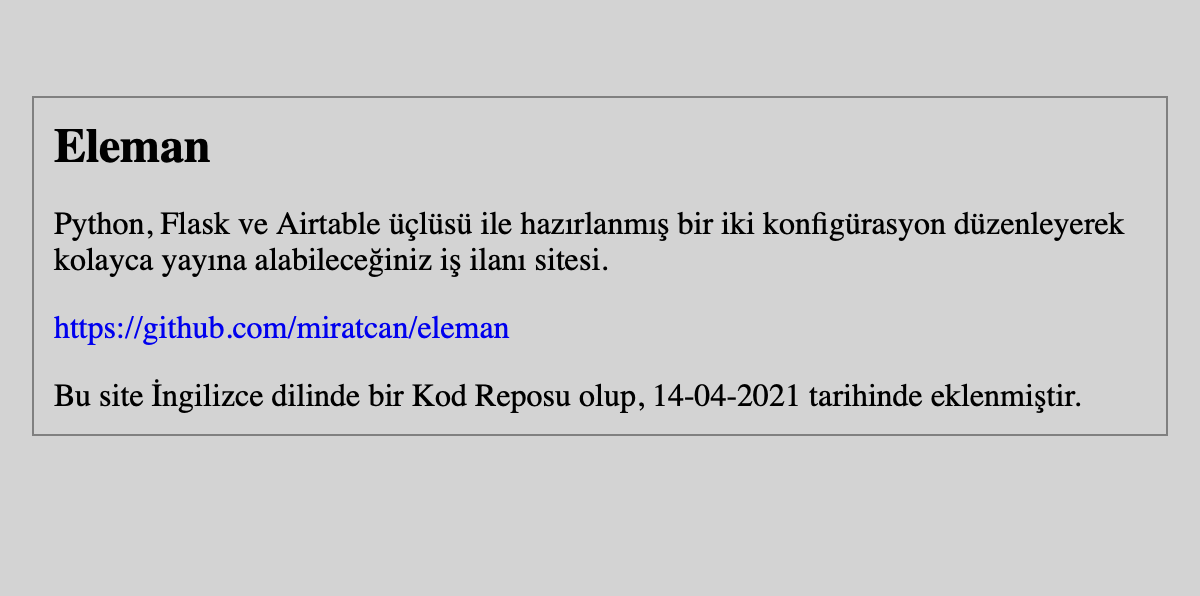 Eleman
Python, Flask ve Airtable üçlüsü ile hazırlanmış bir iki konfigürasyon düzenleyerek
kolayca yayına alabileceğiniz iş ilanı sitesi.
https://github.com/miratcan/eleman
Bu site İngilizce dilinde bir Kod Reposu olup, 14-04-2021 tarihinde eklenmiştir.